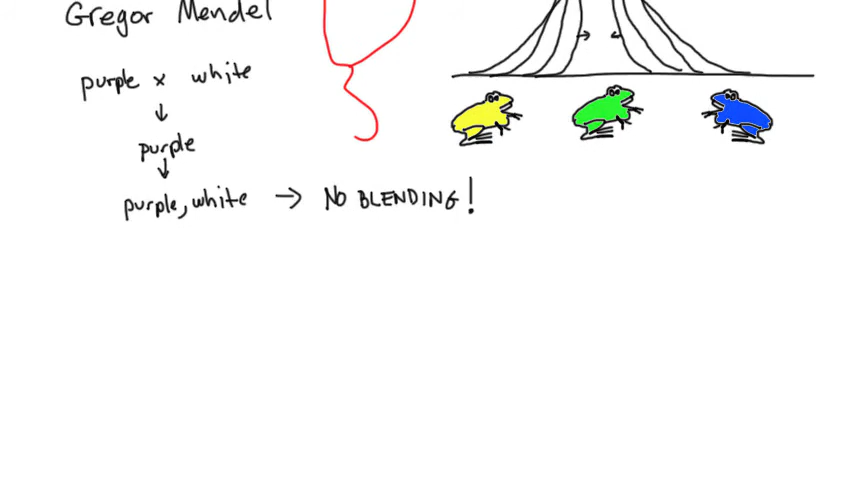 Gregor Mendel
purple x white
↓
purple
↓
purple, white → NO BLENDING!